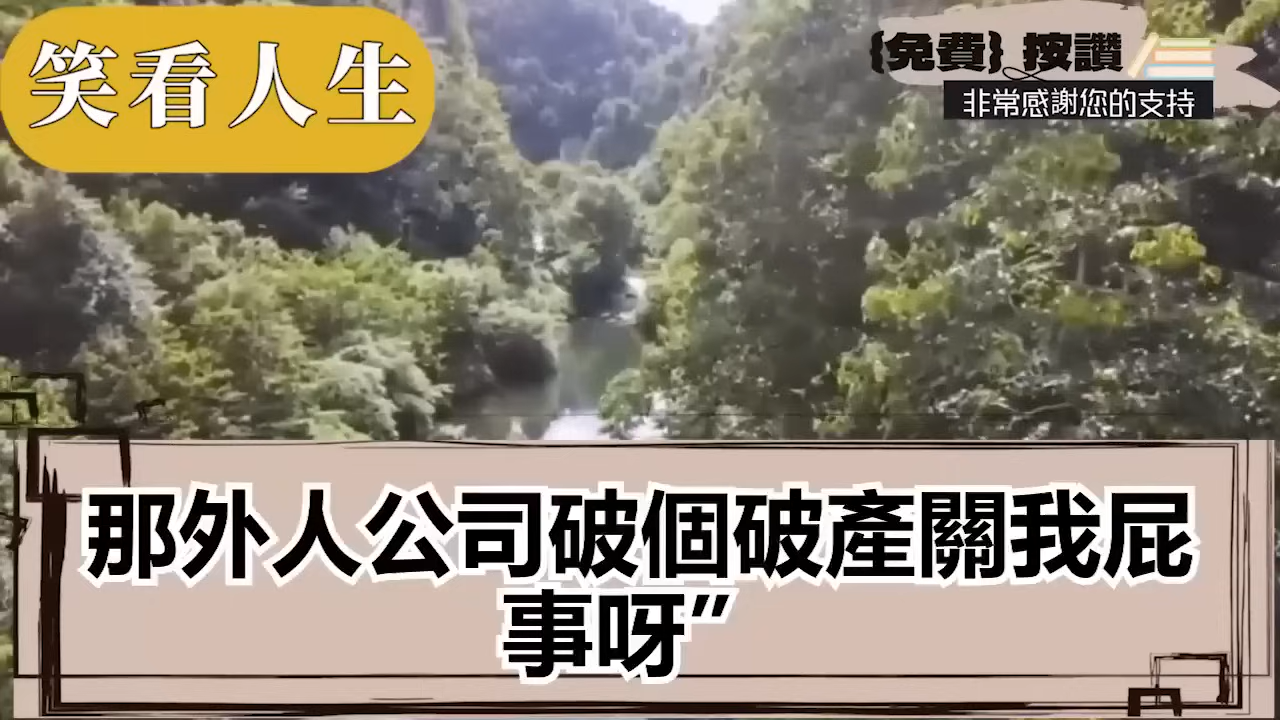 笑看人生
{免費} 按讚
非常感謝您的支持
那外人公司破個破產關我屁
事呀”